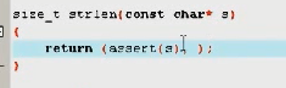 size_t strlen(const char* s)
{
return (assert(s), );
}